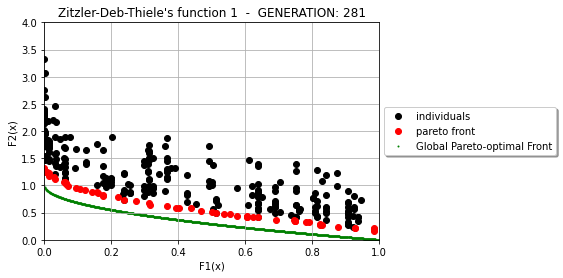 Zitzler-Deb-Thiele's function 1 - GENERATION: 281
4.0
3.5
3.0
2.5
2.0
1.5
1.0
0.5
0.0
F2(x)
0.0 0.2 0.4 0.6 0.8 1.0
F1(x)
individuals
pareto front
Global Pareto-optimal Front